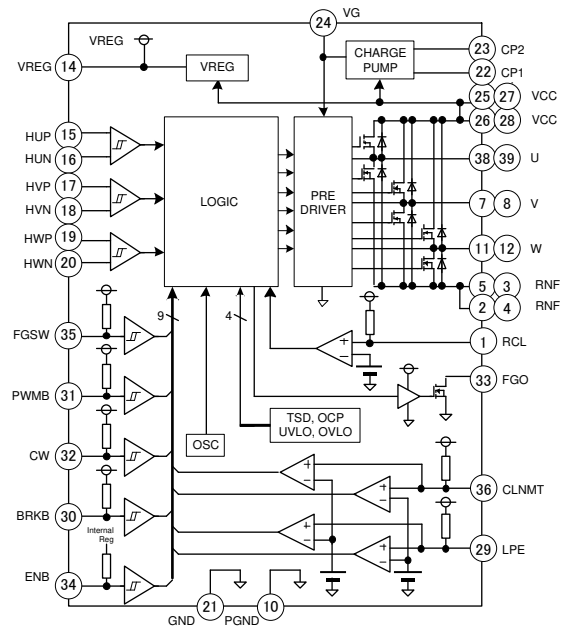 24 VG
VREG
VREG 14
VREG
CHARGE
PUMP
23 CP2
22 CP1
25 27 VCC
26 28 VCC
HUP 15
HUN 16
HVP 17
HVN 18
HWP 19
HWN 20
LOGIC
PRE
DRIVER
38 39 U
7 8 V
11 12 W
5 3 RNF
2 4 RNF
FGSW 35
9
4
+
−
1 RCL
33 FGO
PWMB 31
CW 32
OSC
TSD, OCP
UVLO, OVLO
BRKB 30
+
−
+
−
36 CLNMT
Internal
Reg
+
−
+
−
29 LPE
ENB 34
GND 21
PGND 10